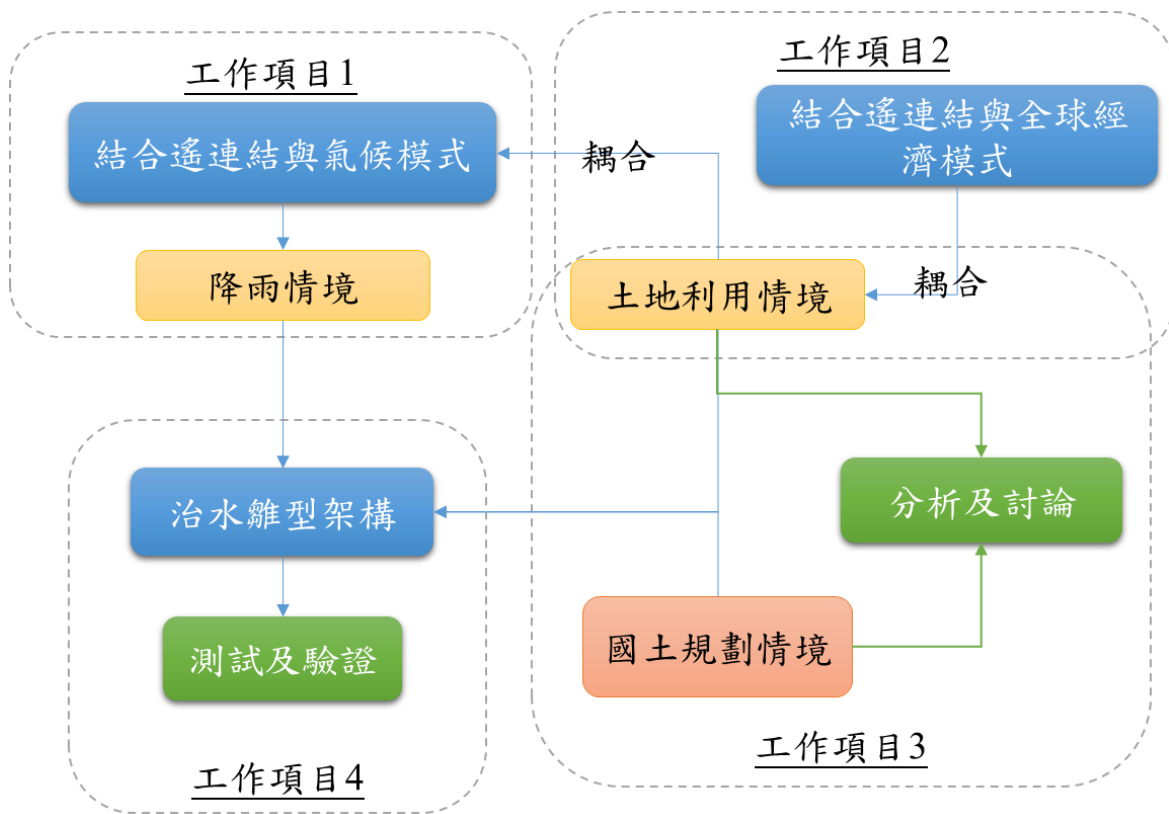 工作項目1
結合遙連結與氣候模式
降雨情境
工作項目2
結合遙連結與全球經
濟模式
耦合
土地利用情境
耦合
治水雛型架構
測試及驗證
工作項目4
分析及討論
國土規劃情境
工作項目3